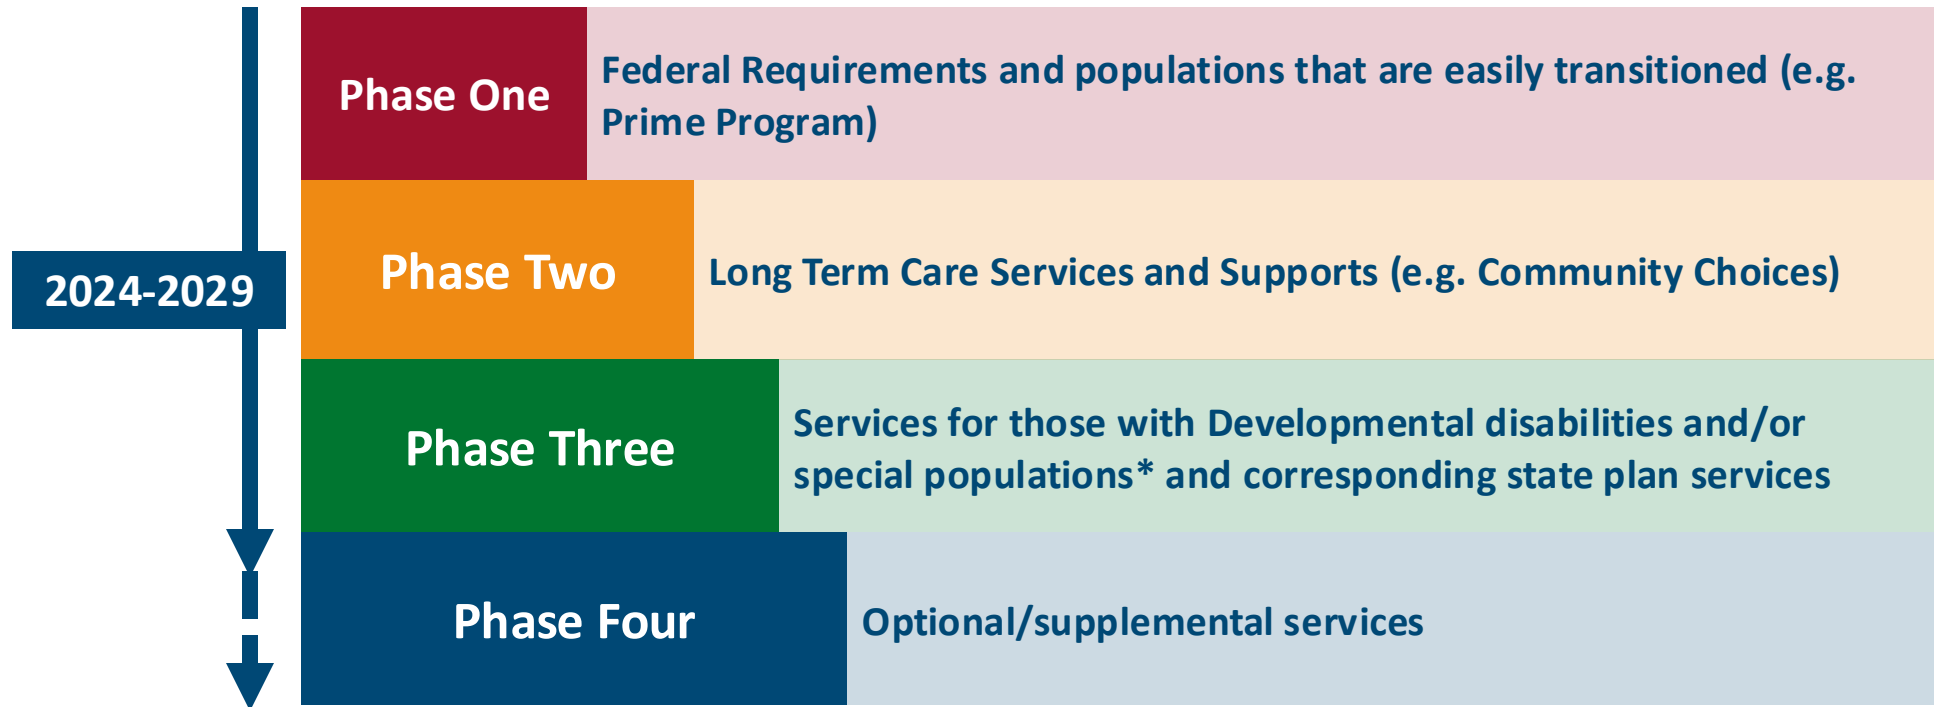 Phase One
Federal Requirements and populations that are easily transitioned (e.g.
Prime Program)
2024-2029
Phase Two
Long Term Care Services and Supports (e.g. Community Choices)
Phase Three
Services for those with Developmental disabilities and/or
special populations* and corresponding state plan services
Phase Four
Optional/supplemental services